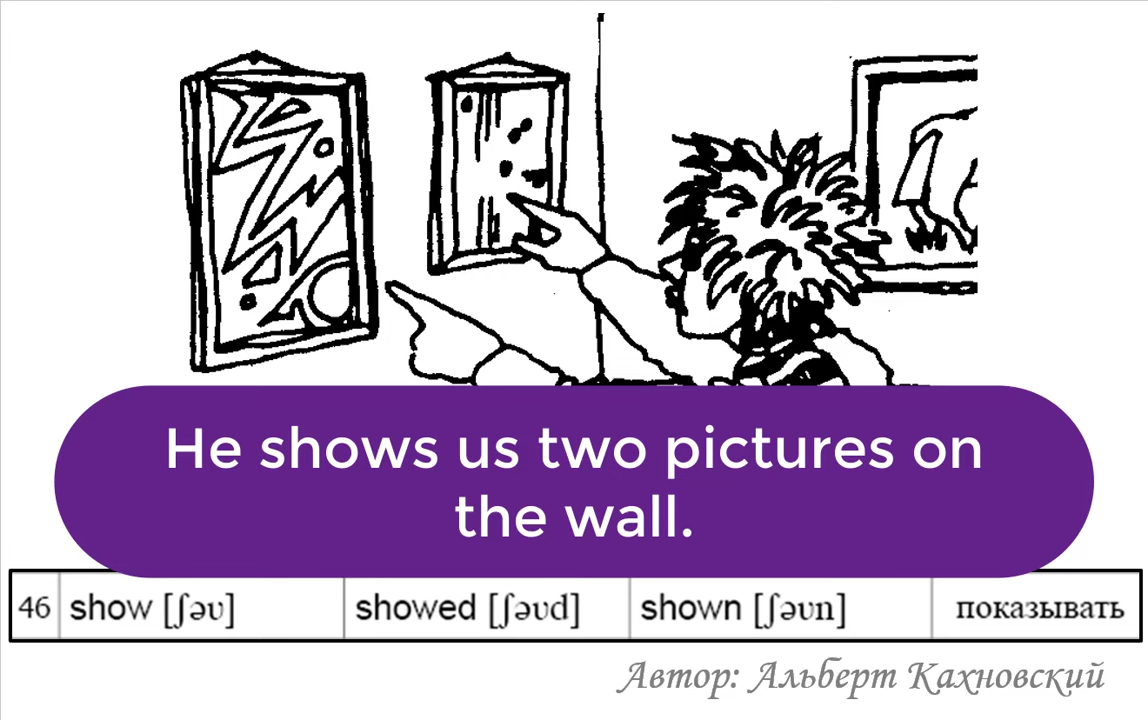 He shows us two pictures on
the wall.
46 show [ʃəʊ] showed [ʃəʊd] shown [ʃəʊn] показывать
Автор: Альберт Кахновский